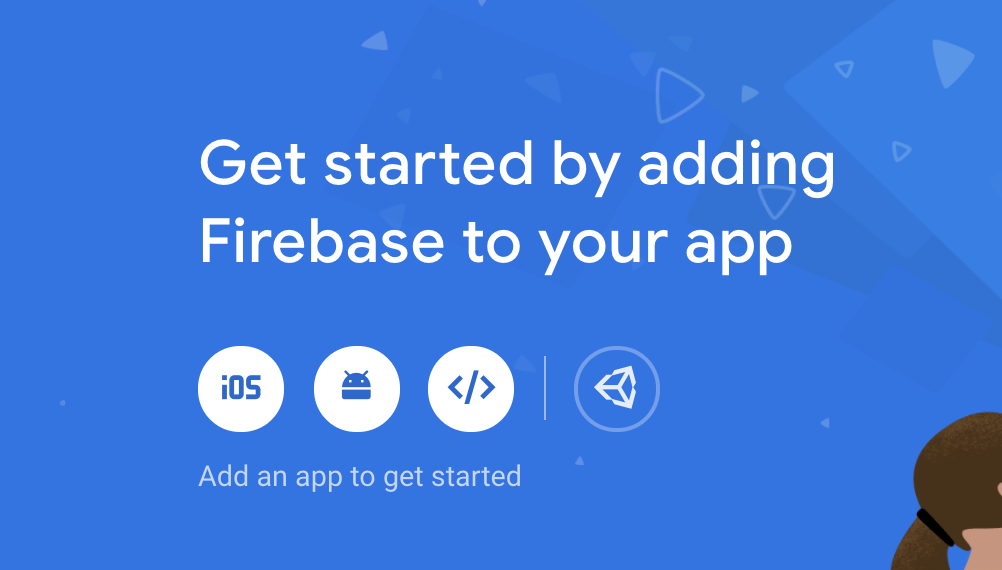 Get started by adding
Firebase to your app
iOS
</>
Add an app to get started